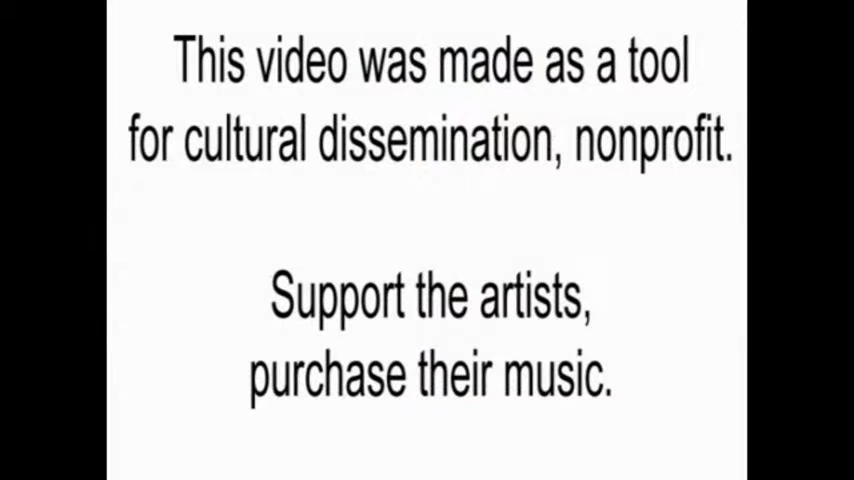 This video was made as a tool
for cultural dissemination, nonprofit.
Support the artists,
purchase their music.